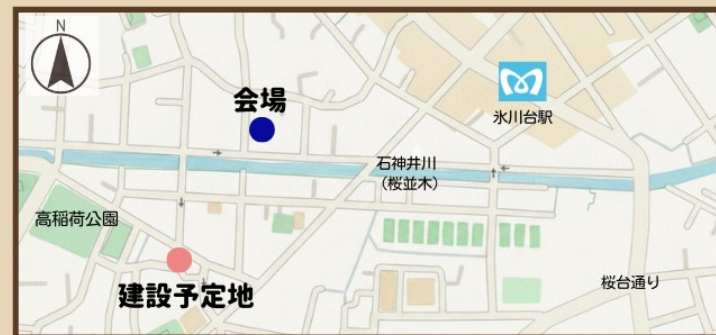 N
会場
氷川台駅
石神井川
(桜並木)
高稲荷公園
建設予定地
桜台通り